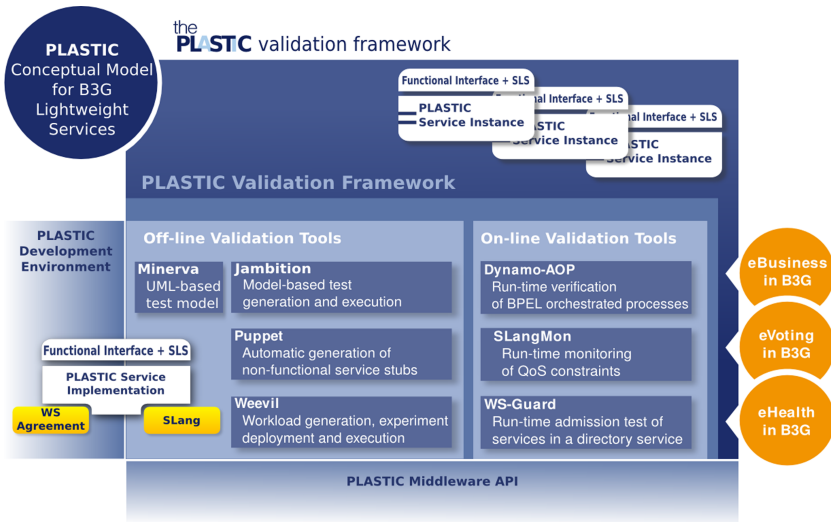 the
PLASTIC validation framework
PLASTIC
Conceptual Model
for B3G
Lightweight
Services
Functional Interface + SLS
PLASTIC
Service Instance
Functional Interface + SLS
PLASTIC
Service Instance
Functional Interface + SLS
PLASTIC
Service Instance
PLASTIC Validation Framework
PLASTIC
Development
Environment
Off-line Validation Tools
Minerva
UML-based
test model
Jambition
Model-based test
generation and execution
Puppet
Automatic generation of
non-functional service stubs
Weevil
Workload generation, experiment
deployment and execution
On-line Validation Tools
Dynamo-AOP
Run-time verification
of BPEL orchestrated processes
SLangMon
Run-time monitoring
of QoS constraints
WS-Guard
Run-time admission test of
services in a directory service
Functional Interface + SLS
PLASTIC Service
Implementation
WS
Agreement
SLang
eBusiness
in B3G
eVoting
in B3G
eHealth
in B3G
PLASTIC Middleware API